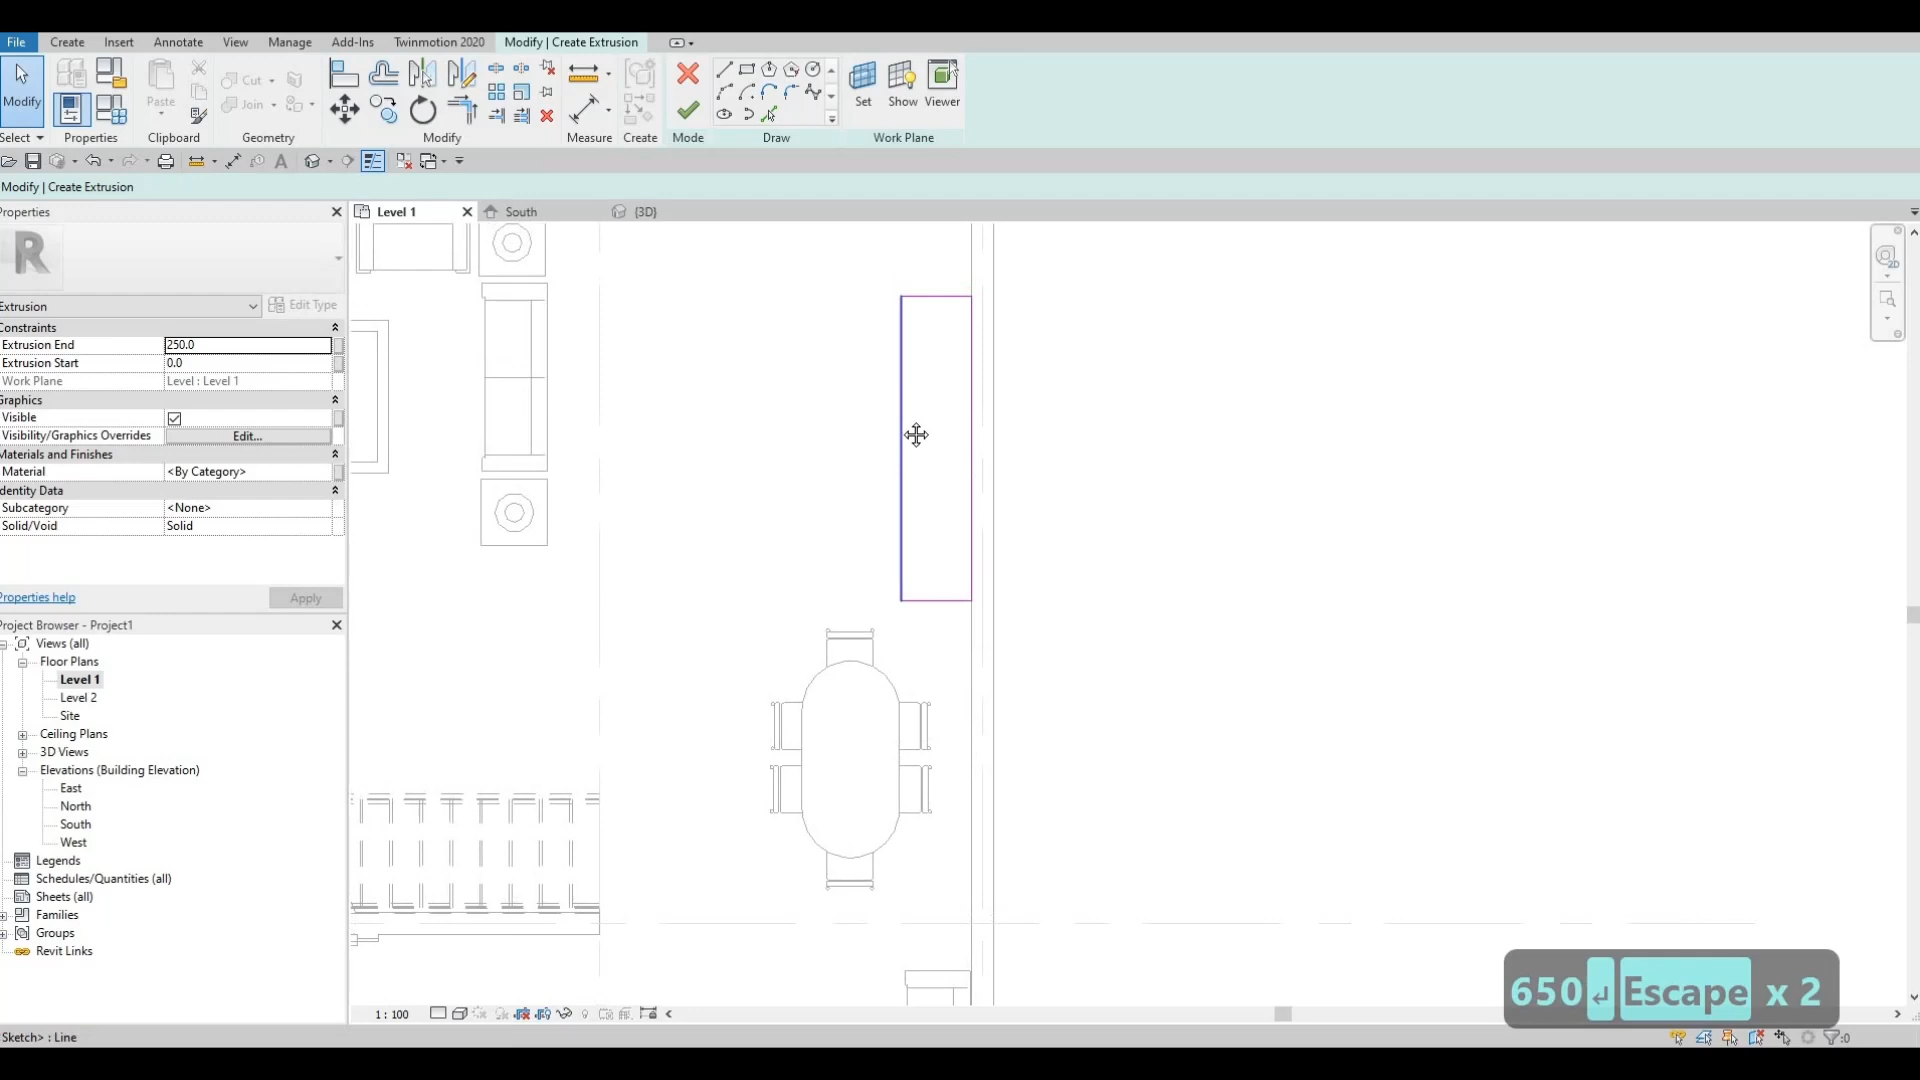 File Create Insert Annotate View Manage Add-Ins Twinmotion 2020 Modify | Create Extrusion
Modify Paste Cut Join Set Show Viewer
Select Properties Clipboard Geometry Modify Measure Create Mode Draw Work Plane
Modify | Create Extrusion
Properties Level 1 South {3D}
R
Extrusion Edit Type
Constraints
Extrusion End 250.0
Extrusion Start 0.0
Work Plane Level : Level 1
Graphics
Visible
Visibility/Graphics Overrides Edit...
Materials and Finishes
Material <By Category>
Identity Data
Subcategory <None>
Solid/Void Solid
Properties help Apply
Project Browser - Project1
Views (all)
Floor Plans
Level 1
Level 2
Site
Ceiling Plans
3D Views
Elevations (Building Elevation)
East
North
South
West
Legends
Schedules/Quantities (all)
Sheets (all)
Families
Groups
Revit Links
650 ↵ Escape x 2
1 : 100
Sketch> : Line :0